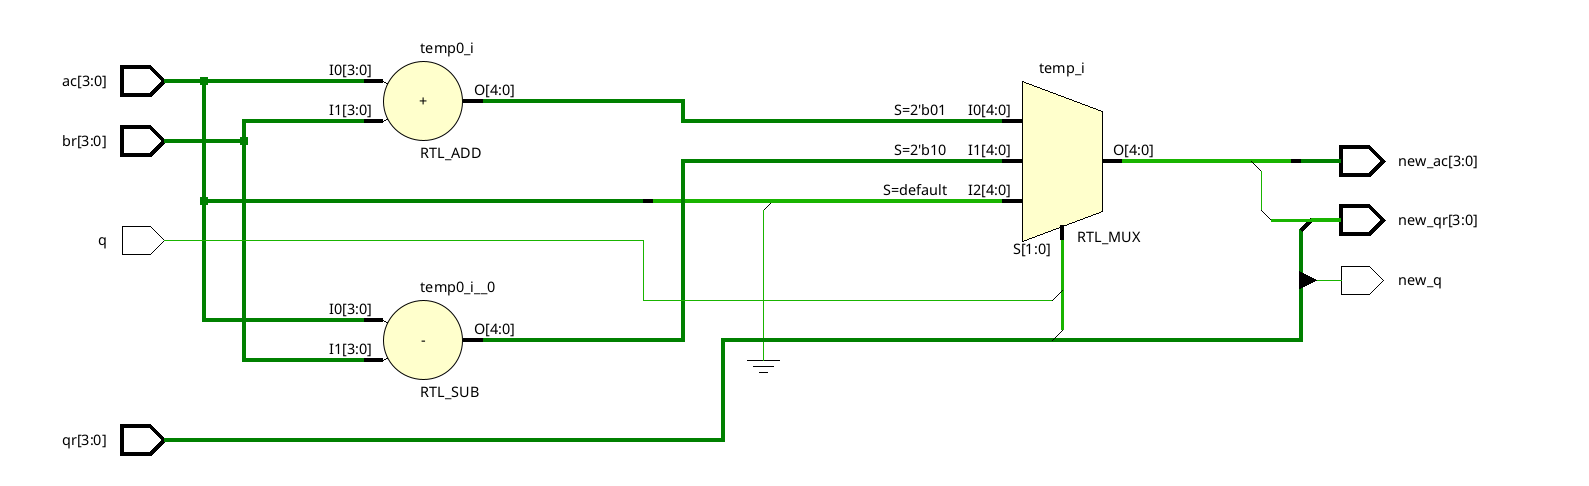 temp0_i
ac[3:0]
I0[3:0]
+
O[4:0]
I1[3:0]
br[3:0]
RTL_ADD
temp_i
S=2'b01 I0[4:0]
S=2'b10 I1[4:0]
O[4:0]
new_ac[3:0]
S=default I2[4:0]
new_qr[3:0]
RTL_MUX
S[1:0]
q
new_q
temp0_i__0
I0[3:0]
-
O[4:0]
I1[3:0]
RTL_SUB
qr[3:0]